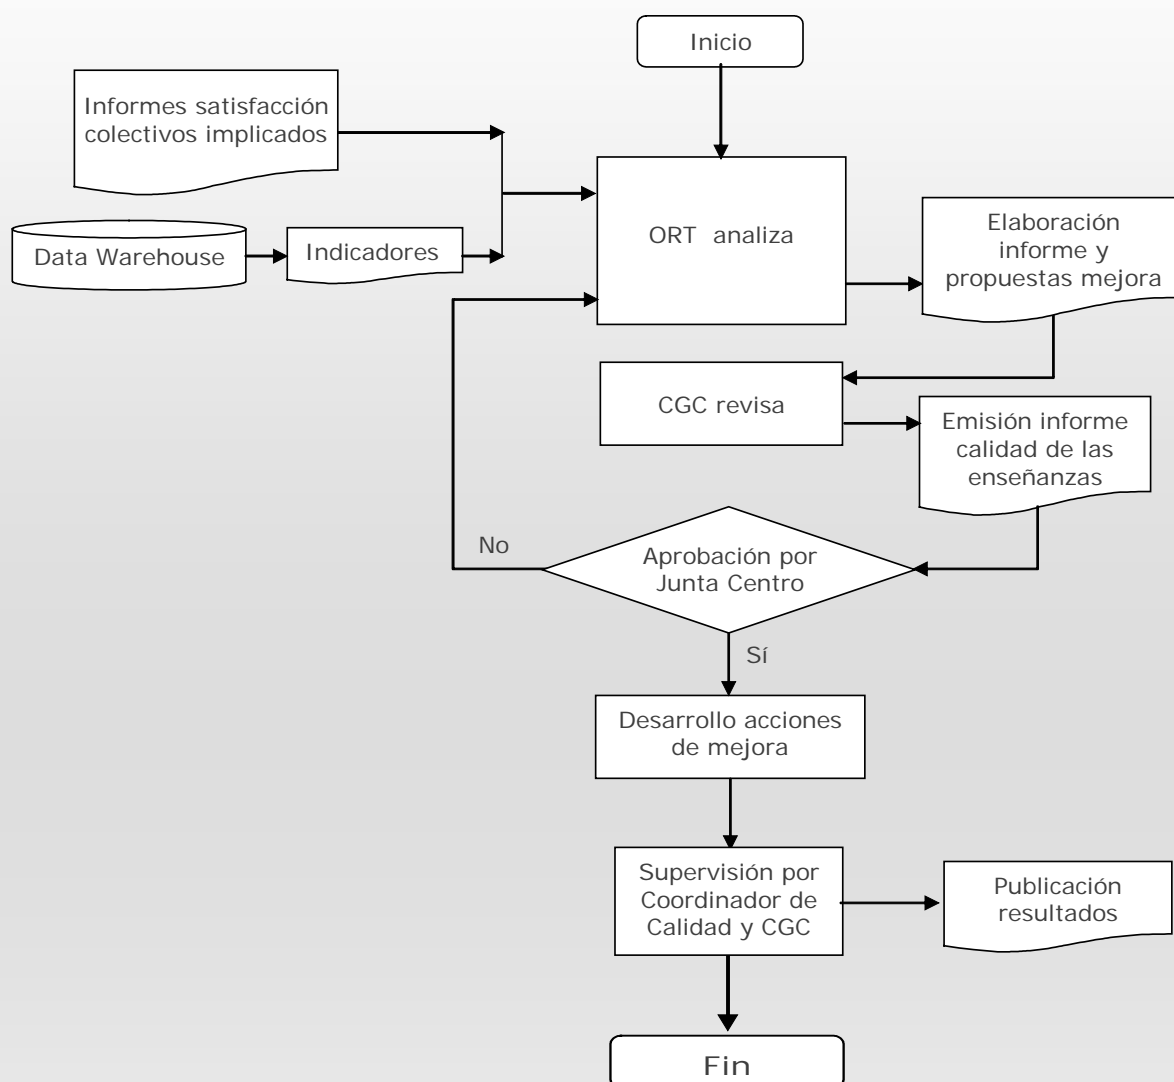 Inicio
Informes satisfacción
colectivos implicados
Data Warehouse
Indicadores
ORT analiza
Elaboración
informe y
propuestas mejora
CGC revisa
Emisión informe
calidad de las
enseñanzas
No
Aprobación por
Junta Centro
Sí
Desarrollo acciones
de mejora
Supervisión por
Coordinador de
Calidad y CGC
Publicación
resultados
Fin